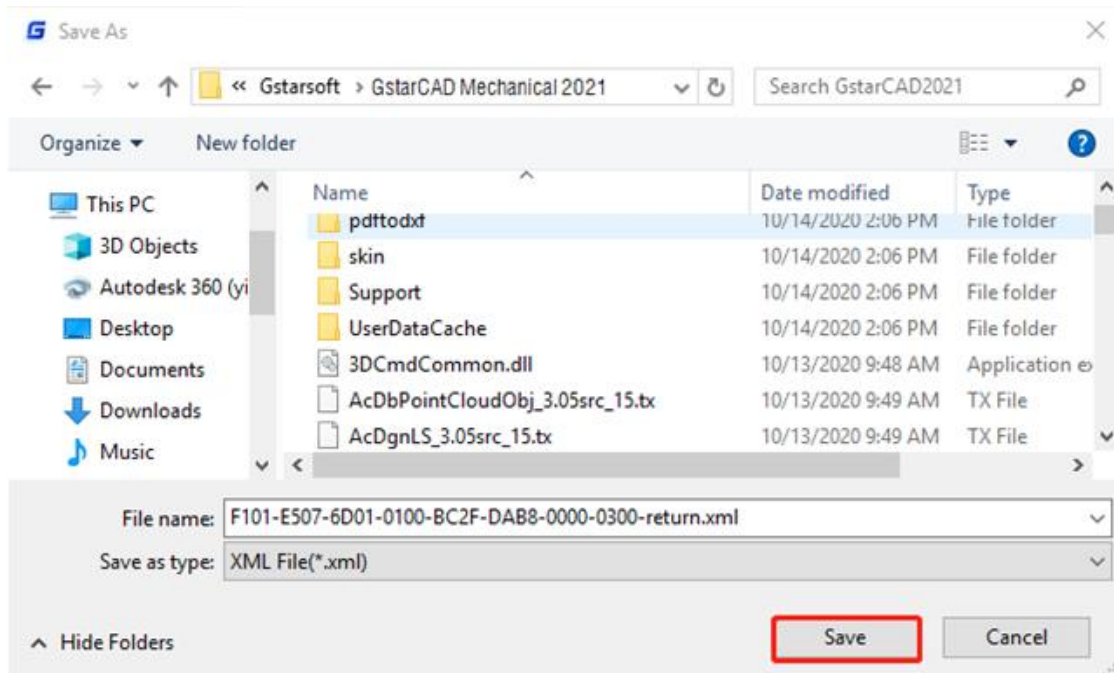 Save As
« Gstarsoft > GstarCAD Mechanical 2021
Search GstarCAD2021
Organize
New folder
?
Name
Date modified
Type
This PC
3D Objects
Autodesk 360 (yi
Desktop
Documents
Downloads
Music
pdftodxf 10/14/2020 2:06 PM File folder
skin 10/14/2020 2:06 PM File folder
Support 10/14/2020 2:06 PM File folder
UserDataCache 10/14/2020 2:06 PM File folder
3DCmdCommon.dll 10/13/2020 9:48 AM Application e
AcDbPointCloudObj_3.05src_15.tx 10/13/2020 9:49 AM TX File
AcDgnLS_3.05src_15.tx 10/13/2020 9:49 AM TX File
File name: F101-E507-6D01-0100-BC2F-DAB8-0000-0300-return.xml
Save as type: XML File(*.xml)
Hide Folders
Save
Cancel